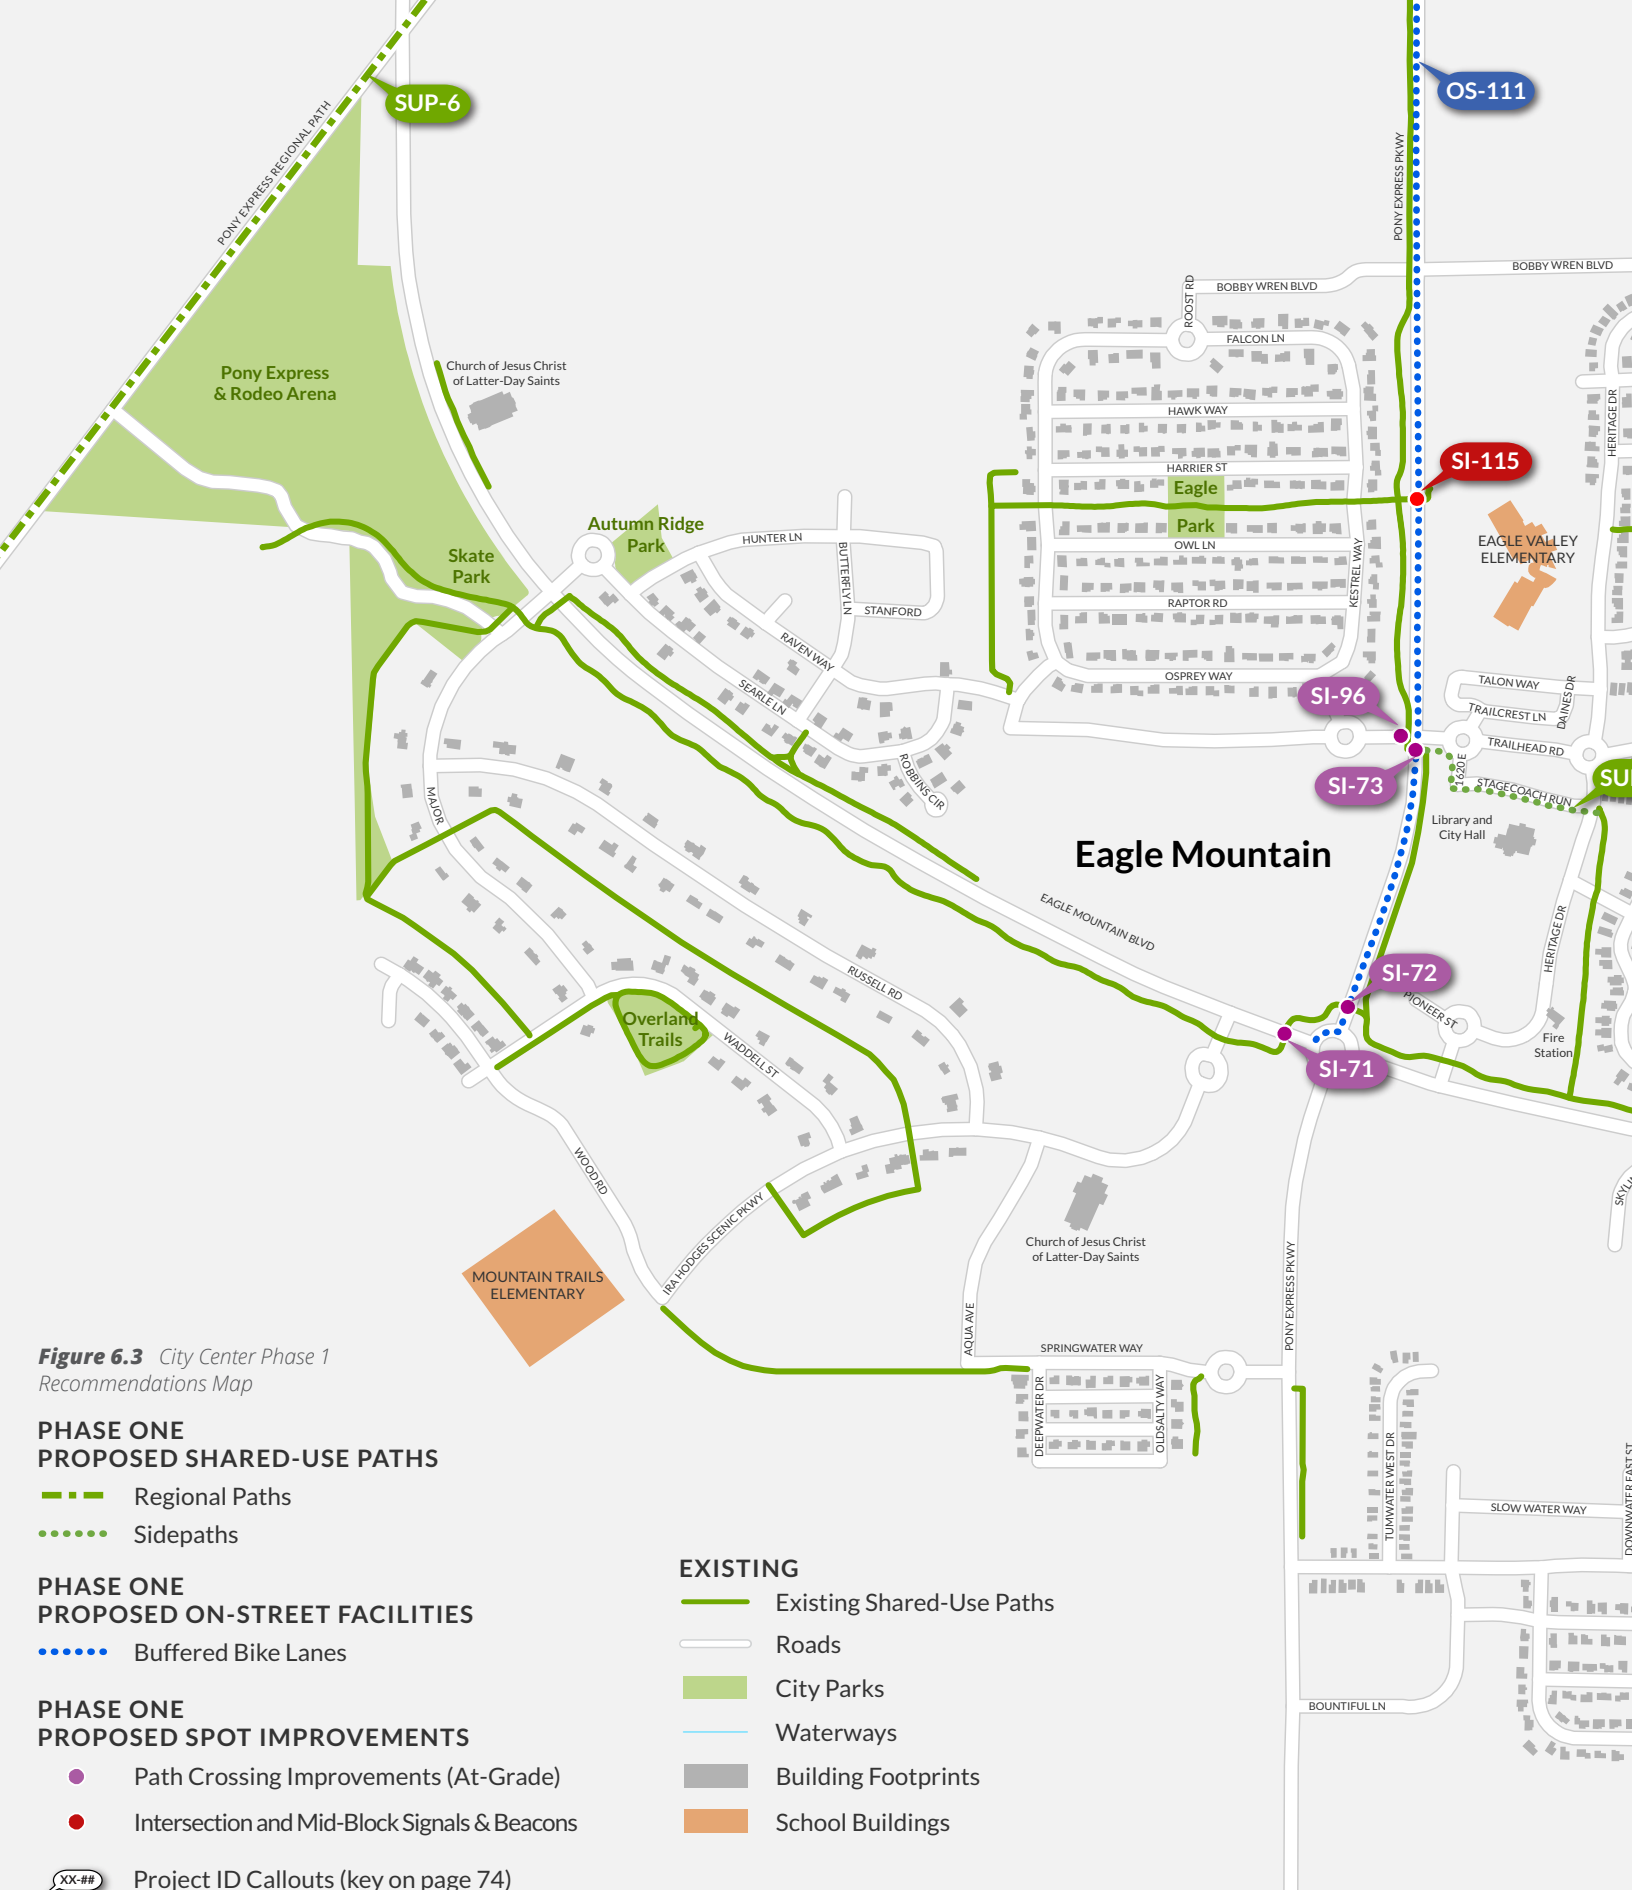 SUP-6
OS-111
PONY EXPRESS REGIONAL PATH
PONY EXPRESS PKWY
BOBBY WREN BLVD
BOBBY WREN BLVD
ROOST RD
FALCON LN
Pony Express
& Rodeo Arena
Church of Jesus Christ
of Latter-Day Saints
HERITAGE DR
HAWK WAY
HARRIER ST
SI-115
Eagle
Park
Autumn Ridge
Park
HUNTER LN
BUTTERFLY LN
STANFORD
OWL LN
EAGLE VALLEY
ELEMENTARY
Skate
Park
KESTREL WAY
RAPTOR RD
RAVEN WAY
SEARLE LN
OSPREY WAY
SI-96
TALON WAY
DAINES DR
TRAILCREST LN
TRAILHEAD RD
ROBBINS CIR
SI-73
1620 E
STAGECOACH RUN
SU
MAJOR
Library and
City Hall
Eagle Mountain
EAGLE MOUNTAIN BLVD
HERITAGE DR
RUSSELL RD
SI-72
PIONEER ST
Overland
Trails
WADDELL ST
Fire
Station
SI-71
WOOD RD
IRA HODGES SCENIC PKWY
SKYLI
Church of Jesus Christ
of Latter-Day Saints
MOUNTAIN TRAILS
ELEMENTARY
PONY EXPRESS PKWY
AQUA AVE
SPRINGWATER WAY
DEEPWATER DR
OLDSALTY WAY
TUMWATER WEST DR
SLOW WATER WAY
DOWNWATER EAST ST
BOUNTIFUL LN
Figure 6.3 City Center Phase 1
Recommendations Map
PHASE ONE
PROPOSED SHARED-USE PATHS
Regional Paths
Sidepaths
PHASE ONE
PROPOSED ON-STREET FACILITIES
Buffered Bike Lanes
PHASE ONE
PROPOSED SPOT IMPROVEMENTS
Path Crossing Improvements (At-Grade)
Intersection and Mid-Block Signals & Beacons
XX-##
Project ID Callouts (key on page 74)
EXISTING
Existing Shared-Use Paths
Roads
City Parks
Waterways
Building Footprints
School Buildings